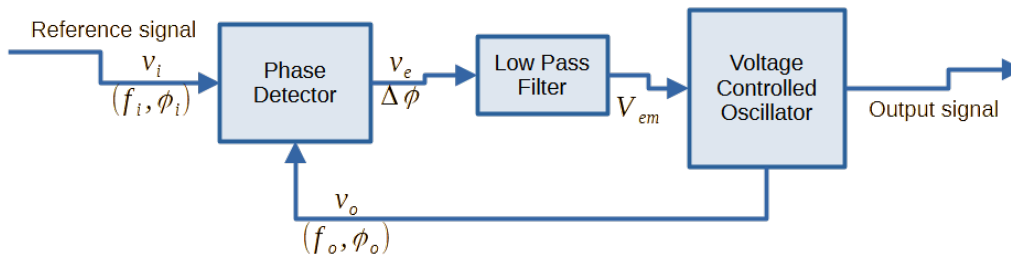 Reference signal
v_i
(f_i, ϕ_i)
Phase
Detector
v_e
Δϕ
Low Pass
Filter
V_em
Voltage
Controlled
Oscillator
Output signal
v_o
(f_o, ϕ_o)